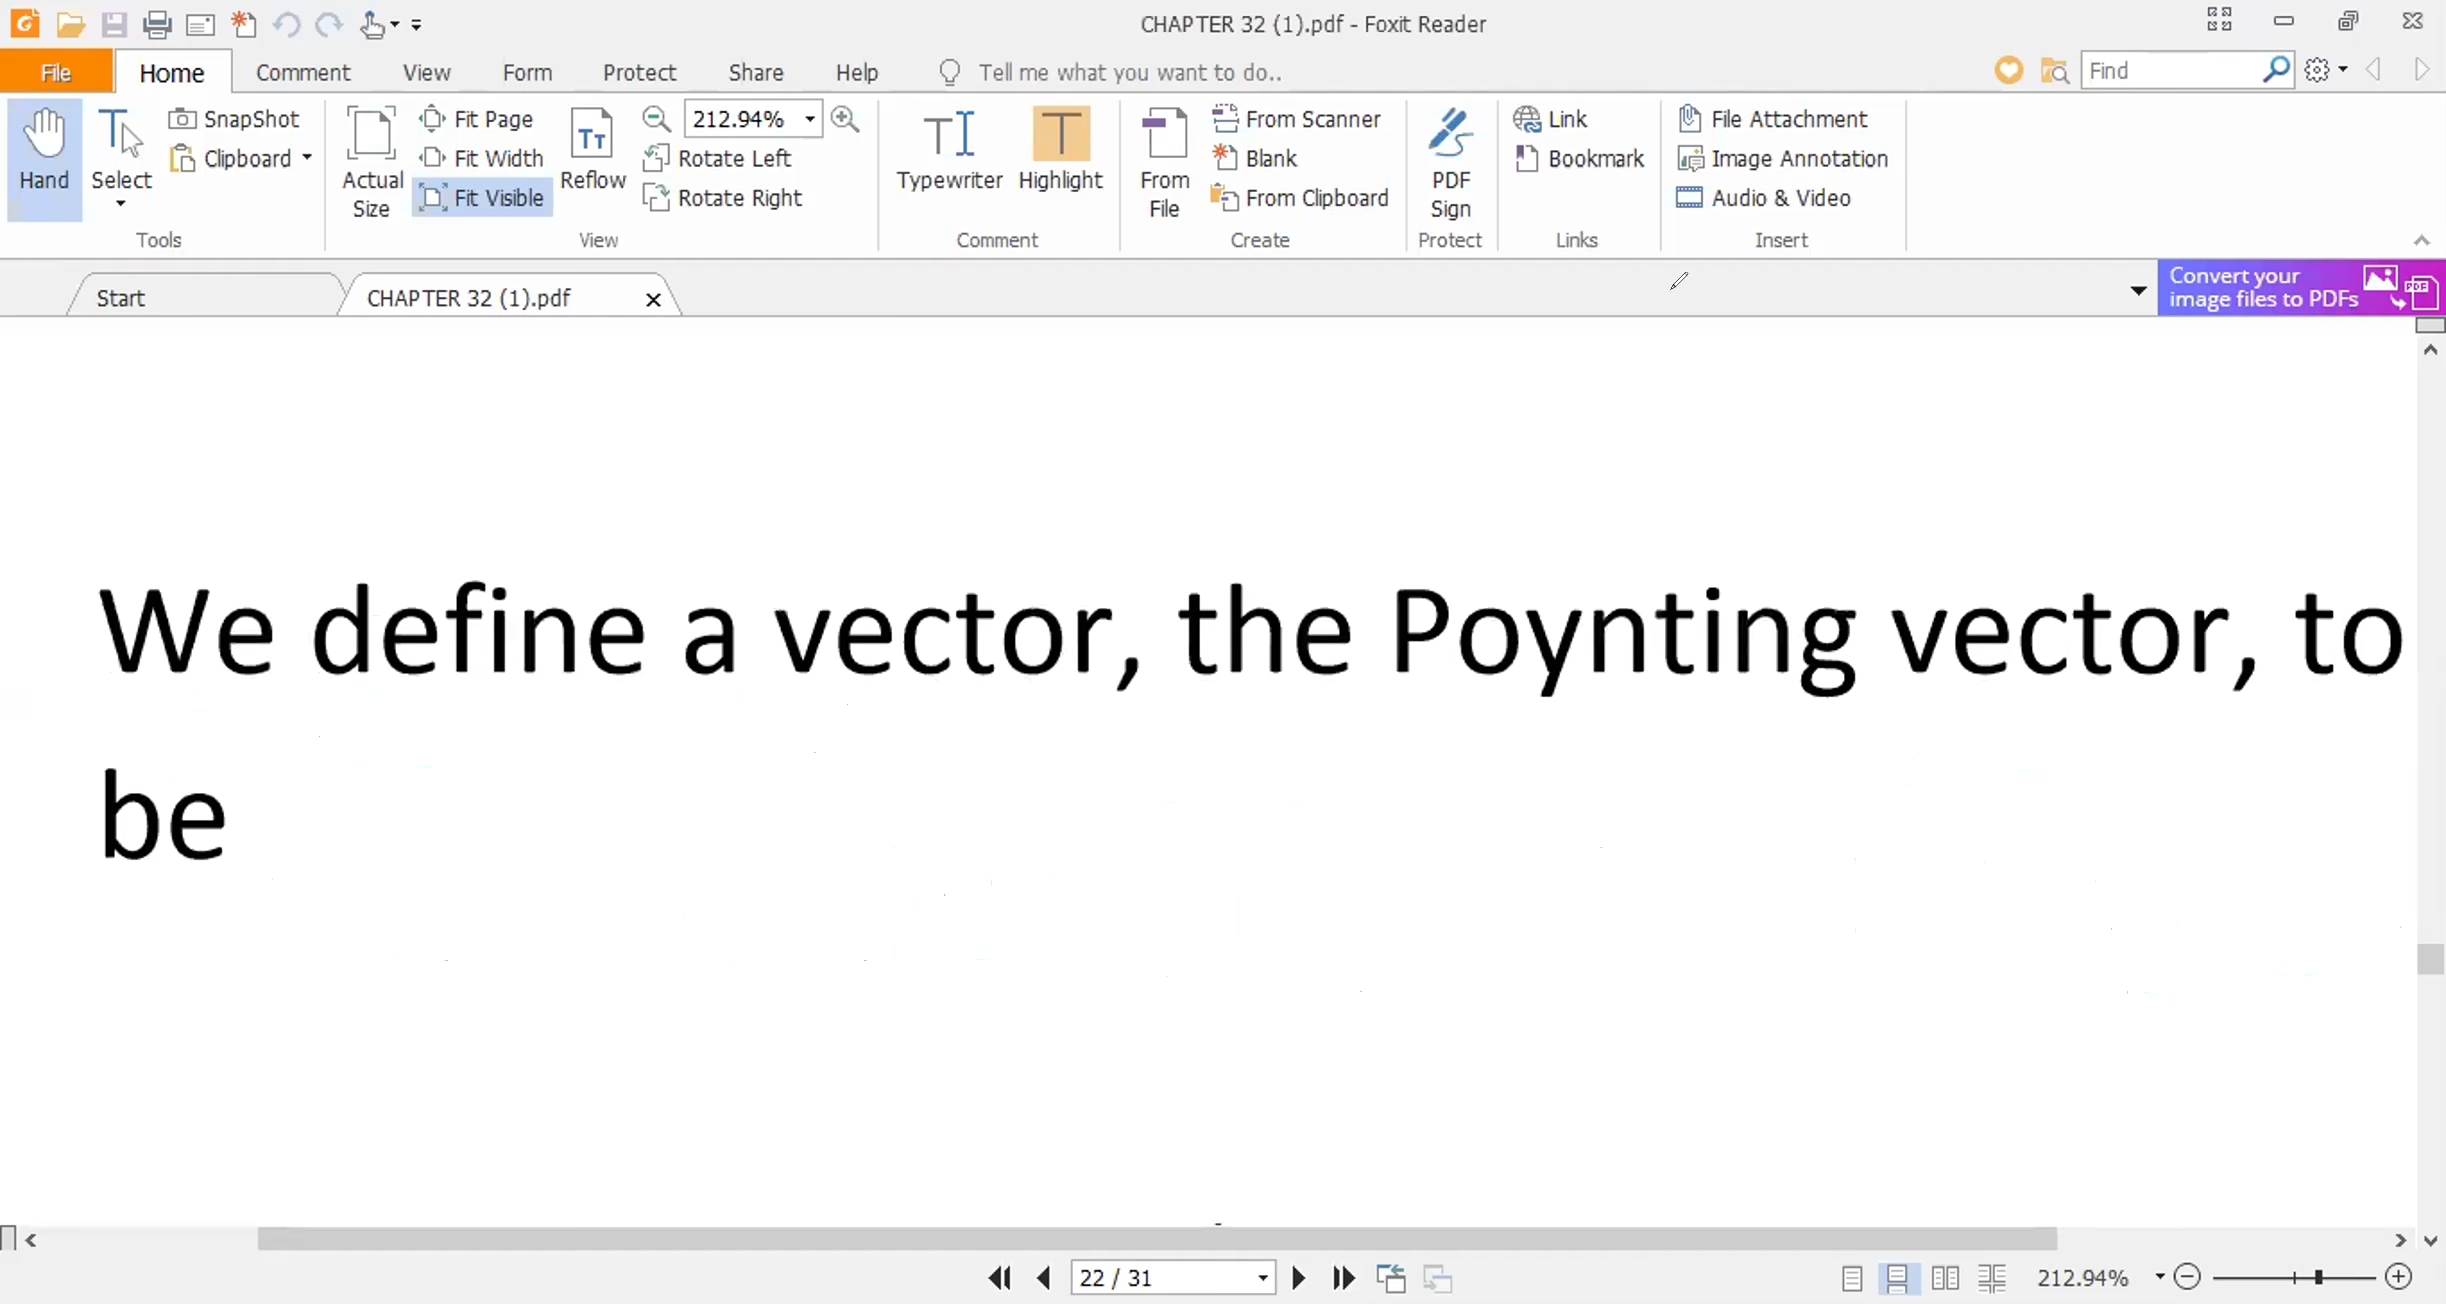 CHAPTER 32 (1).pdf - Foxit Reader
File Home Comment View Form Protect Share Help Tell me what you want to do.. Find
Hand Select SnapShot Clipboard Tools
Actual Size Fit Page Fit Width Fit Visible Reflow 212.94% Rotate Left Rotate Right View
Typewriter Highlight Comment
From File From Scanner Blank From Clipboard Create
PDF Sign Protect
Link Bookmark Links
File Attachment Image Annotation Audio & Video Insert
Start CHAPTER 32 (1).pdf
Convert your
image files to PDFs
PDF
We define a vector, the Poynting vector, to
be
22 / 31 212.94%